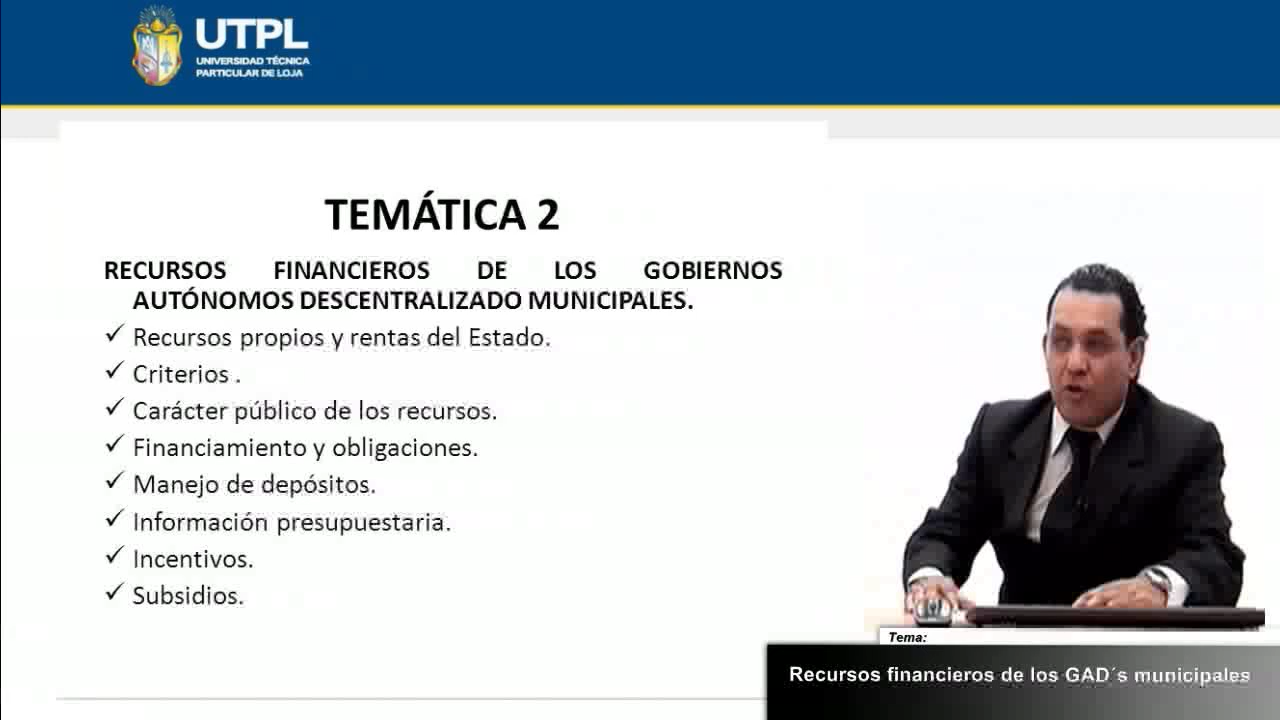 UTPL
UNIVERSIDAD TÉCNICA
PARTICULAR DE LOJA
TEMÁTICA 2
RECURSOS FINANCIEROS DE LOS GOBIERNOS
AUTÓNOMOS DESCENTRALIZADO MUNICIPALES.
✓ Recursos propios y rentas del Estado.
✓ Criterios .
✓ Carácter público de los recursos.
✓ Financiamiento y obligaciones.
✓ Manejo de depósitos.
✓ Información presupuestaria.
✓ Incentivos.
✓ Subsidios.
Tema:
Recursos financieros de los GAD´s municipales